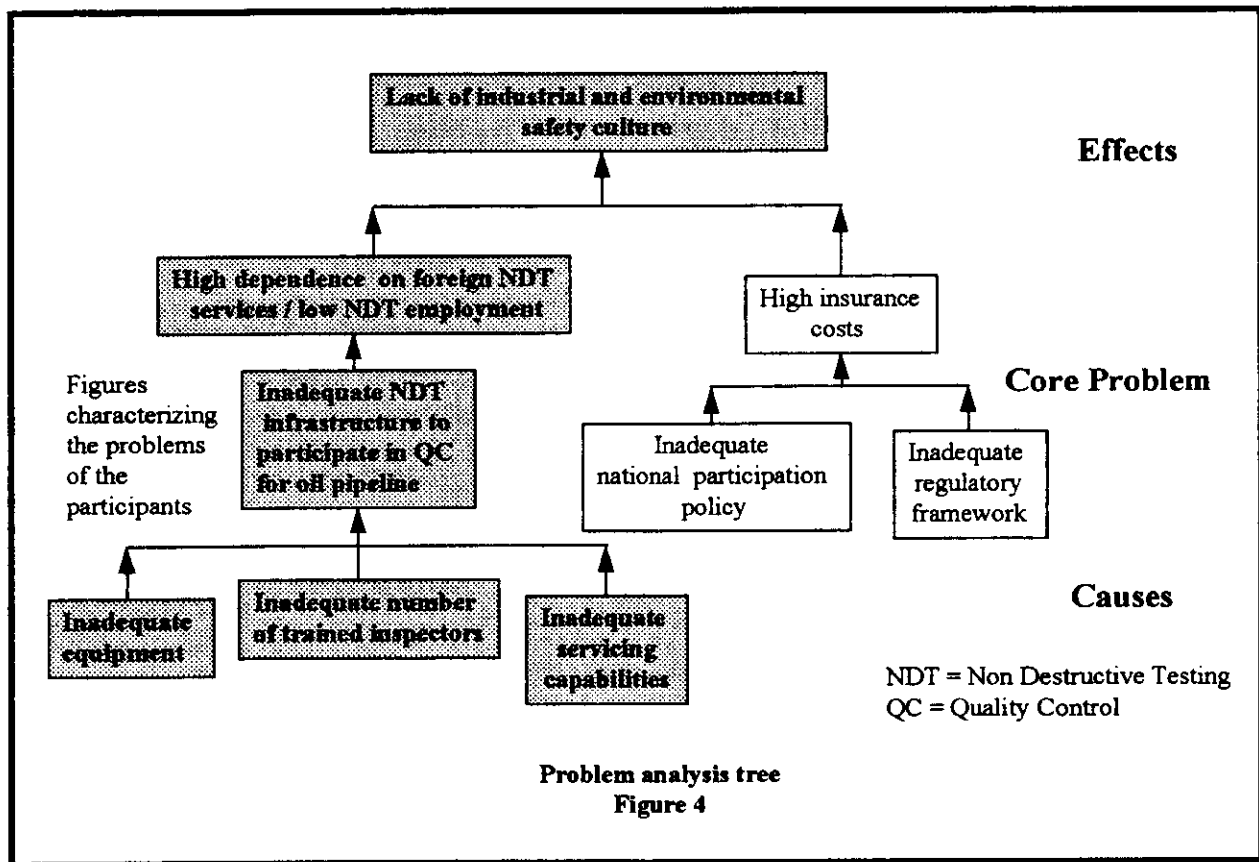 Lack of industrial and environmental
safety culture
Effects
High dependence on foreign NDT
services / low NDT employment
High insurance
costs
Core Problem
Figures
characterizing
the problems
of the
participants
Inadequate NDT
infrastructure to
participate in QC
for oil pipeline
Inadequate
national participation
policy
Inadequate
regulatory
framework
Causes
Inadequate
equipment
Inadequate number
of trained inspectors
Inadequate
servicing
capabilities
NDT = Non Destructive Testing
QC = Quality Control
Problem analysis tree
Figure 4